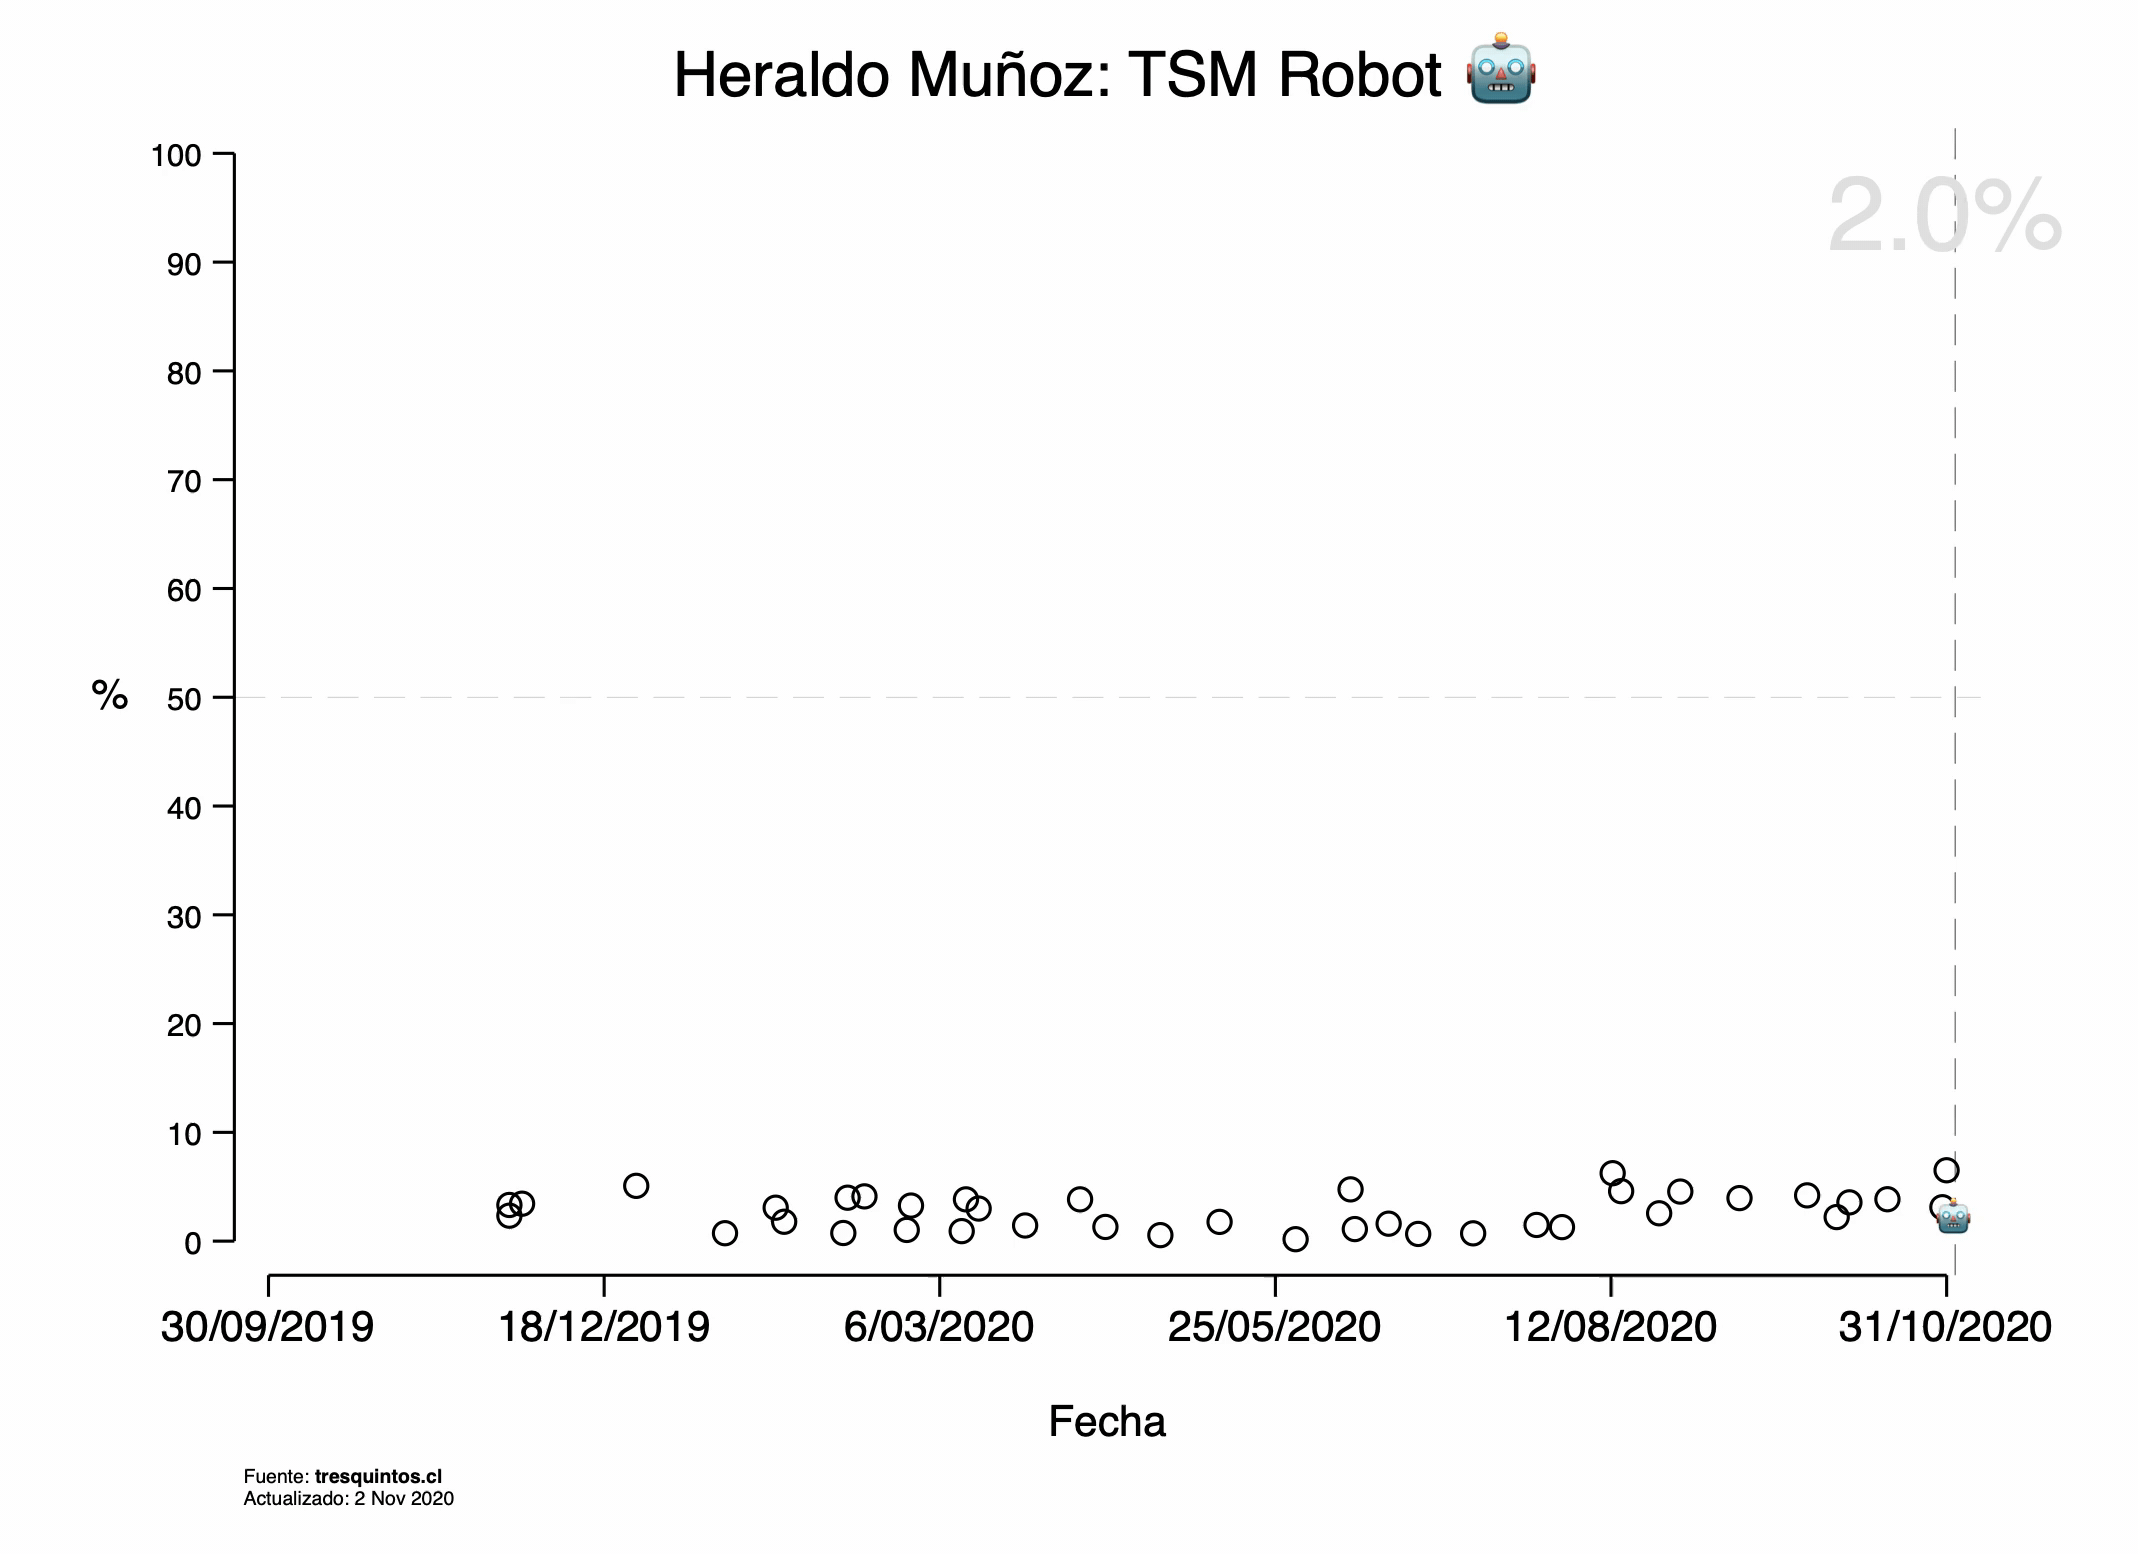 Heraldo Muñoz: TSM Robot
2.0%
100
90
80
70
60
50
40
30
20
10
0
%
30/09/2019 18/12/2019 6/03/2020 25/05/2020 12/08/2020 31/10/2020
Fecha
Fuente: tresquintos.cl
Actualizado: 2 Nov 2020